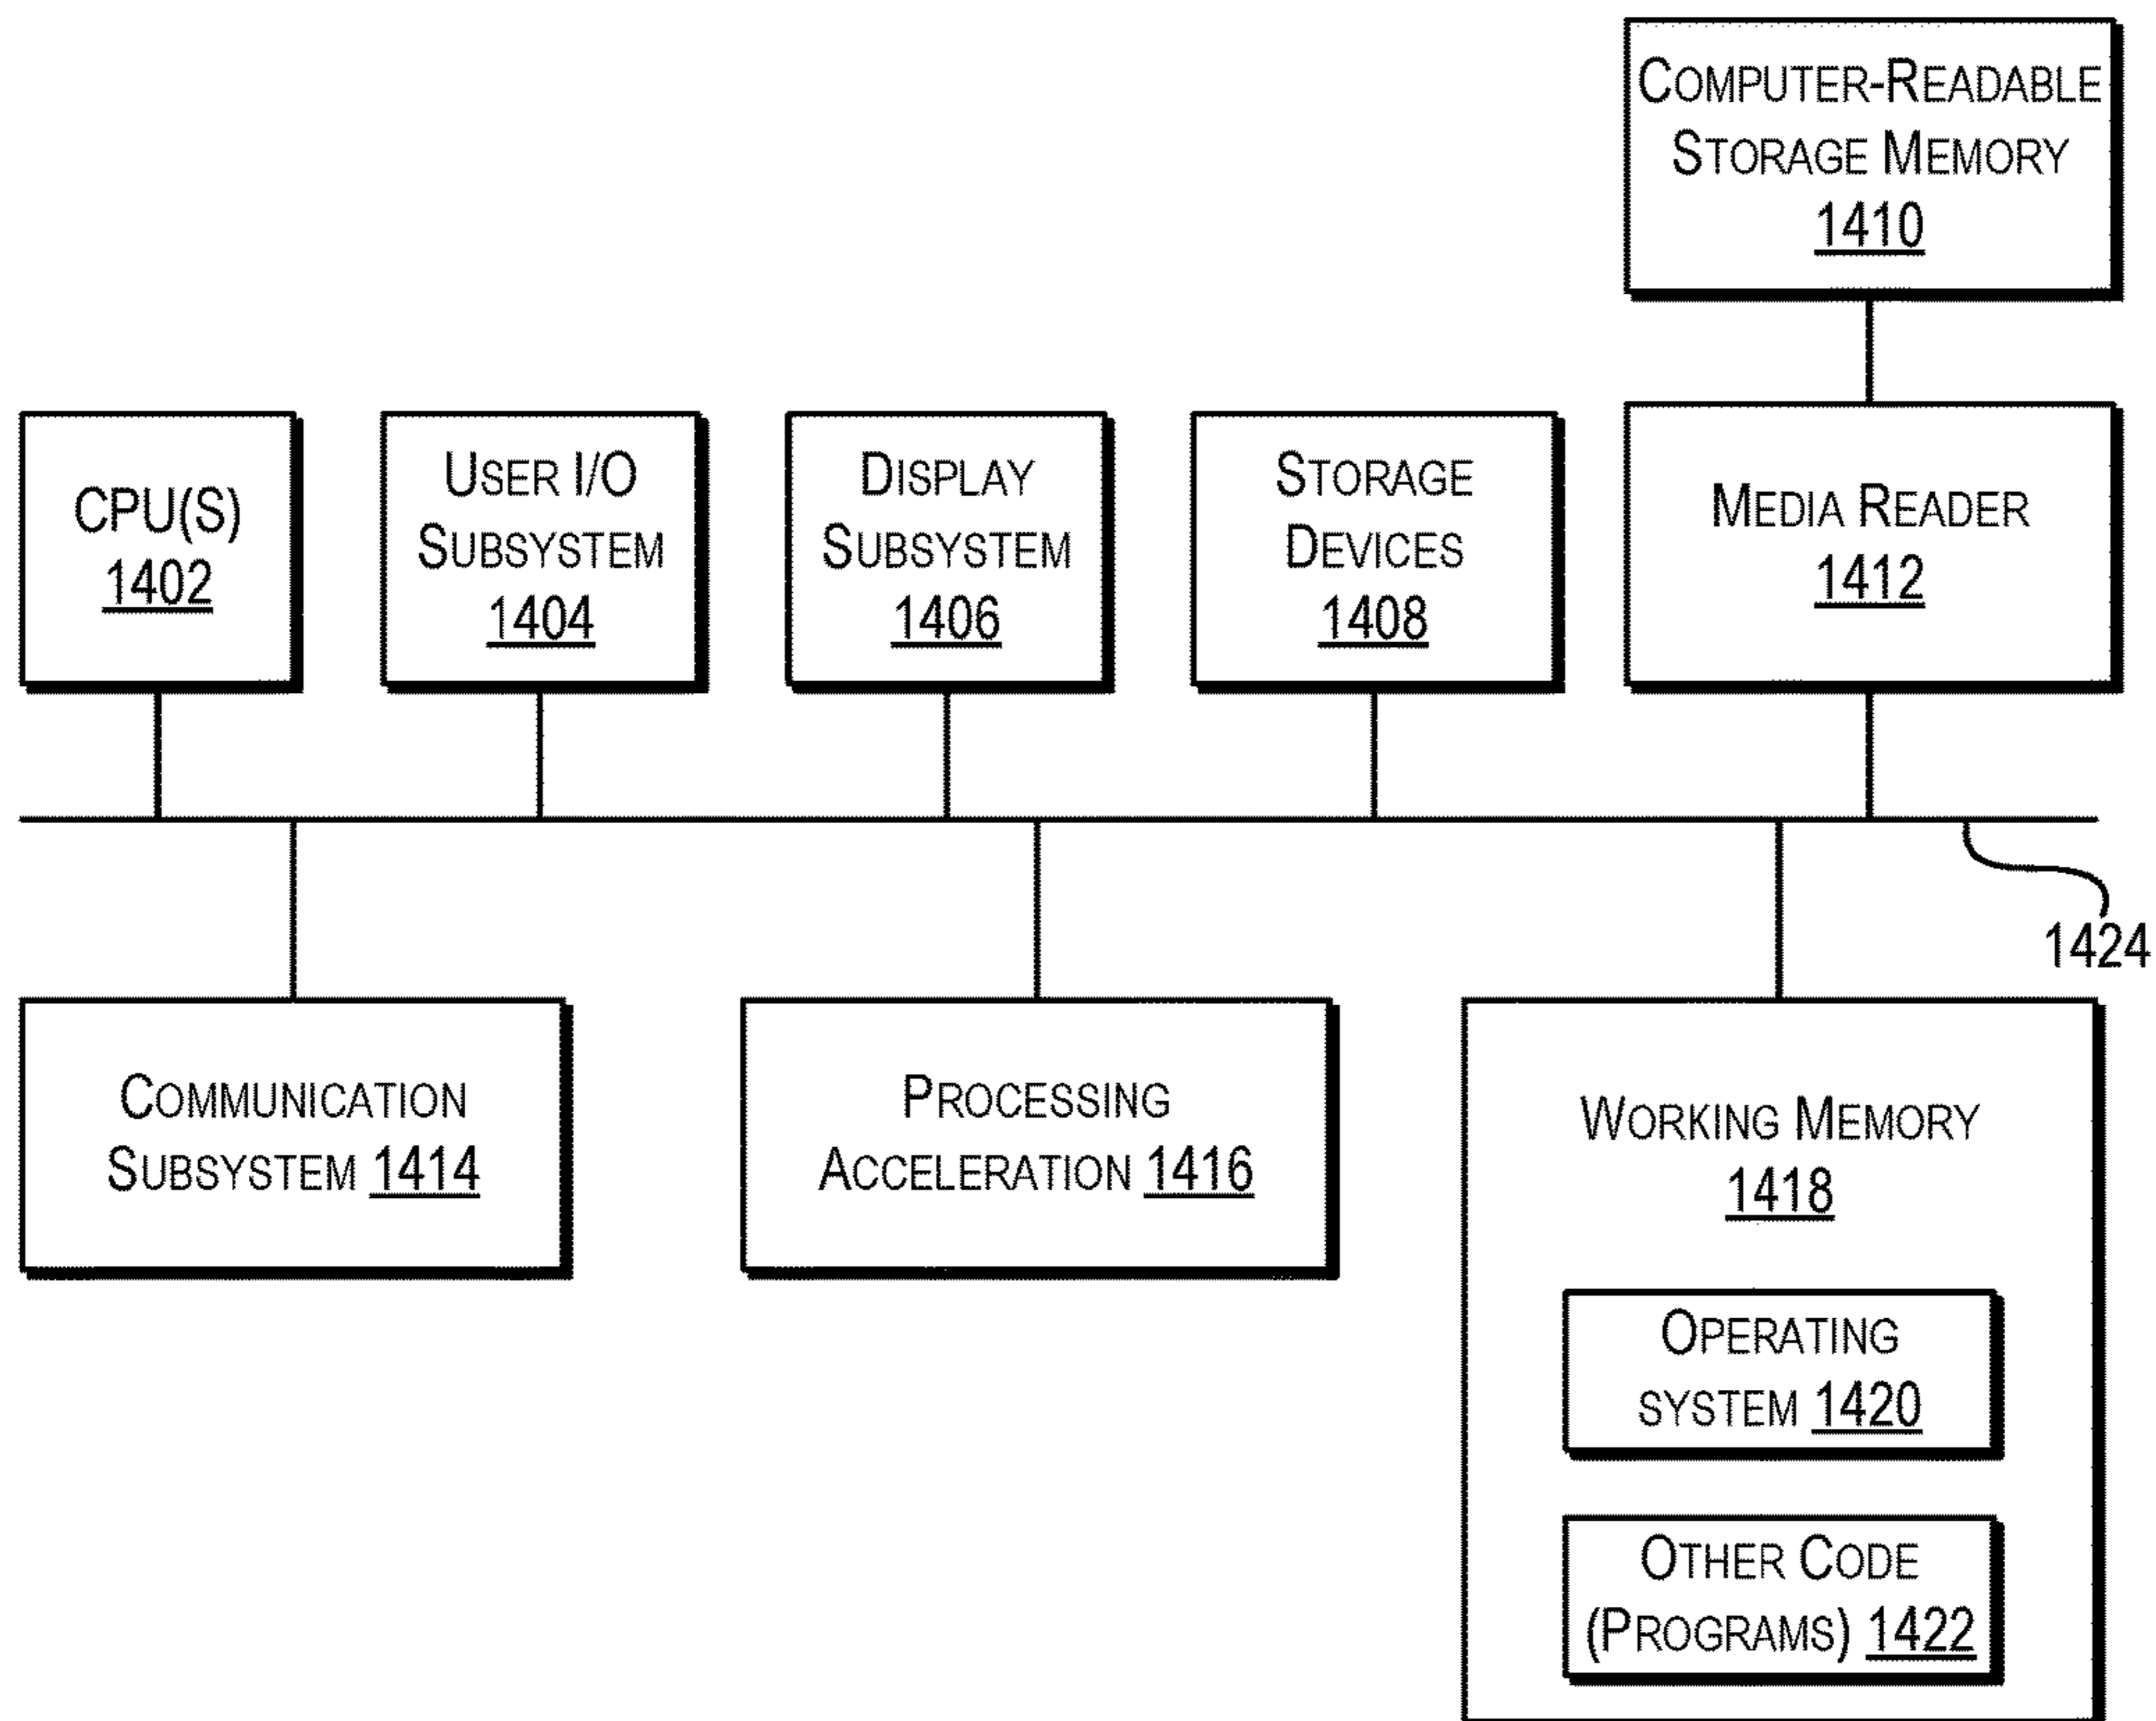 COMPUTER-READABLE
STORAGE MEMORY
1410
CPU(S)
1402
USER I/O
SUBSYSTEM
1404
DISPLAY
SUBSYSTEM
1406
STORAGE
DEVICES
1408
MEDIA READER
1412
1424
COMMUNICATION
SUBSYSTEM 1414
PROCESSING
ACCELERATION 1416
WORKING MEMORY
1418
OPERATING
SYSTEM 1420
OTHER CODE
(PROGRAMS) 1422